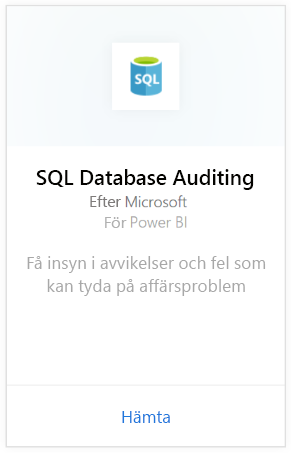 SQL
SQL Database Auditing
Efter Microsoft
För Power BI
Få insyn i avvikelser och fel som
kan tyda på affärsproblem
Hämta